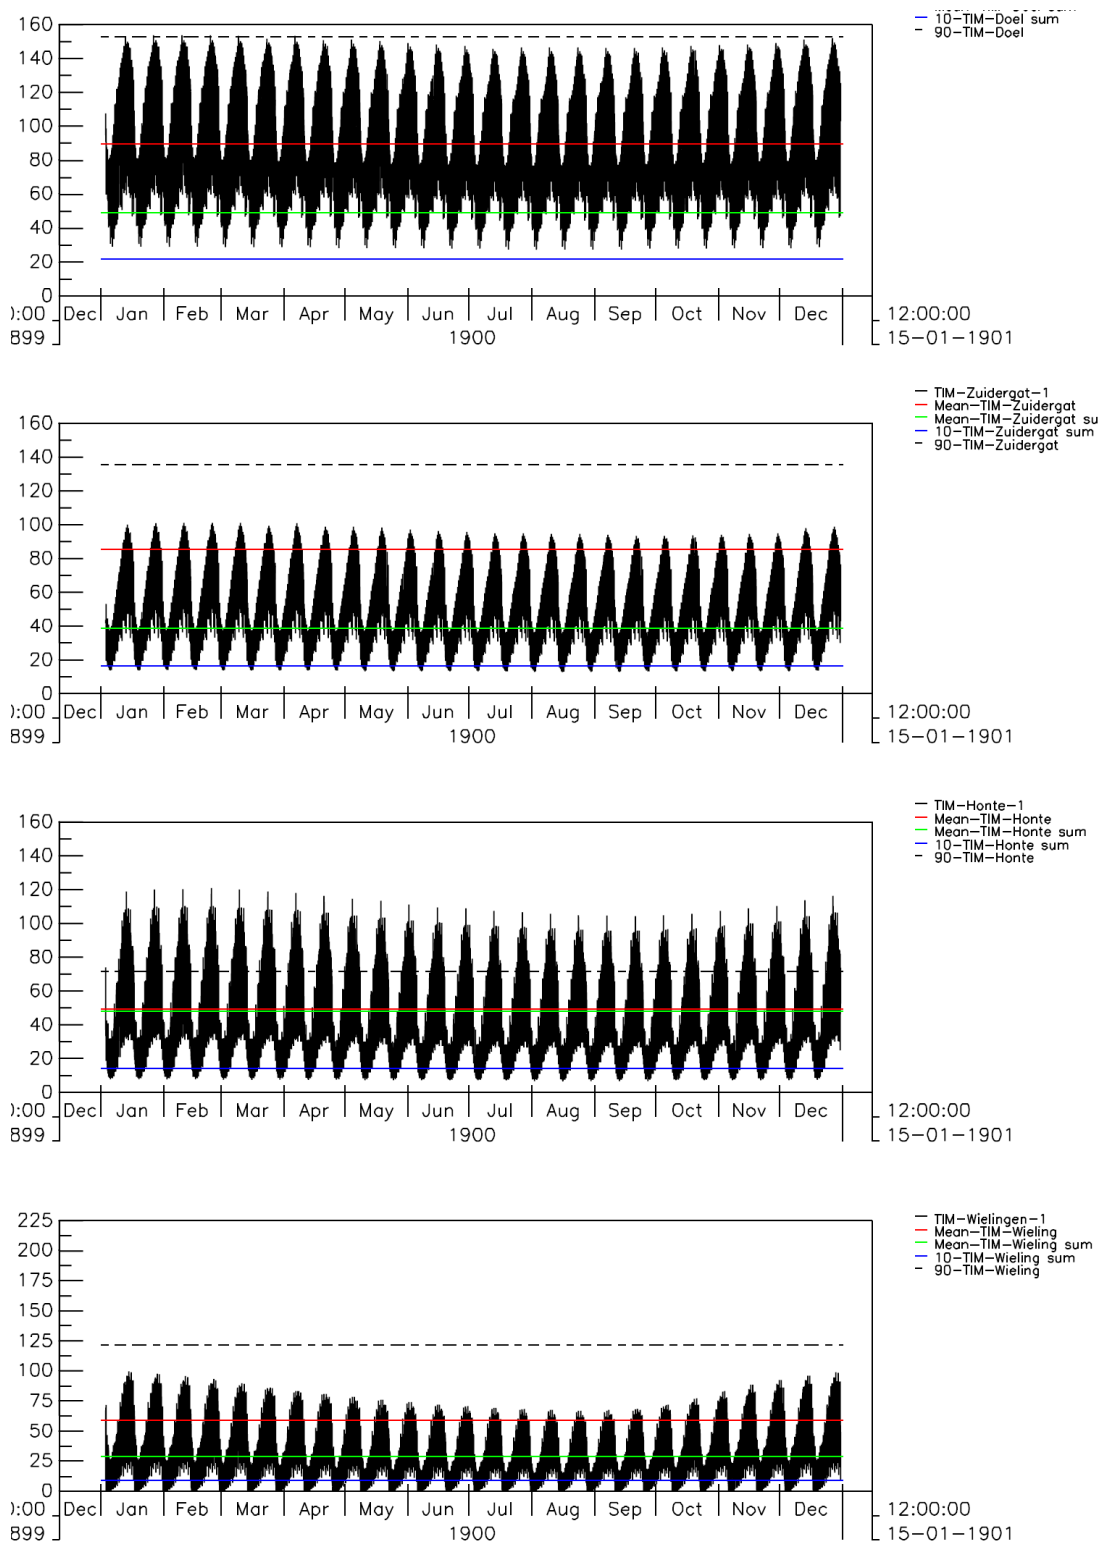 10-TIM-Doel sum
90-TIM-Doel
160
140
120
100
80
60
40
20
0
Dec Jan Feb Mar Apr May Jun Jul Aug Sep Oct Nov Dec
):00 12:00:00
899 1900 15-01-1901
TIM-Zuidergat-1
Mean-TIM-Zuidergat
Mean-TIM-Zuidergat su
10-TIM-Zuidergat sum
90-TIM-Zuidergat
160
140
120
100
80
60
40
20
0
Dec Jan Feb Mar Apr May Jun Jul Aug Sep Oct Nov Dec
):00 12:00:00
899 1900 15-01-1901
TIM-Honte-1
Mean-TIM-Honte
Mean-TIM-Honte sum
10-TIM-Honte sum
90-TIM-Honte
160
140
120
100
80
60
40
20
0
Dec Jan Feb Mar Apr May Jun Jul Aug Sep Oct Nov Dec
):00 12:00:00
899 1900 15-01-1901
TIM-Wielingen-1
Mean-TIM-Wieling
Mean-TIM-Wieling sum
10-TIM-Wieling sum
90-TIM-Wieling
225
200
175
150
125
100
75
50
25
0
Dec Jan Feb Mar Apr May Jun Jul Aug Sep Oct Nov Dec
):00 12:00:00
899 1900 15-01-1901